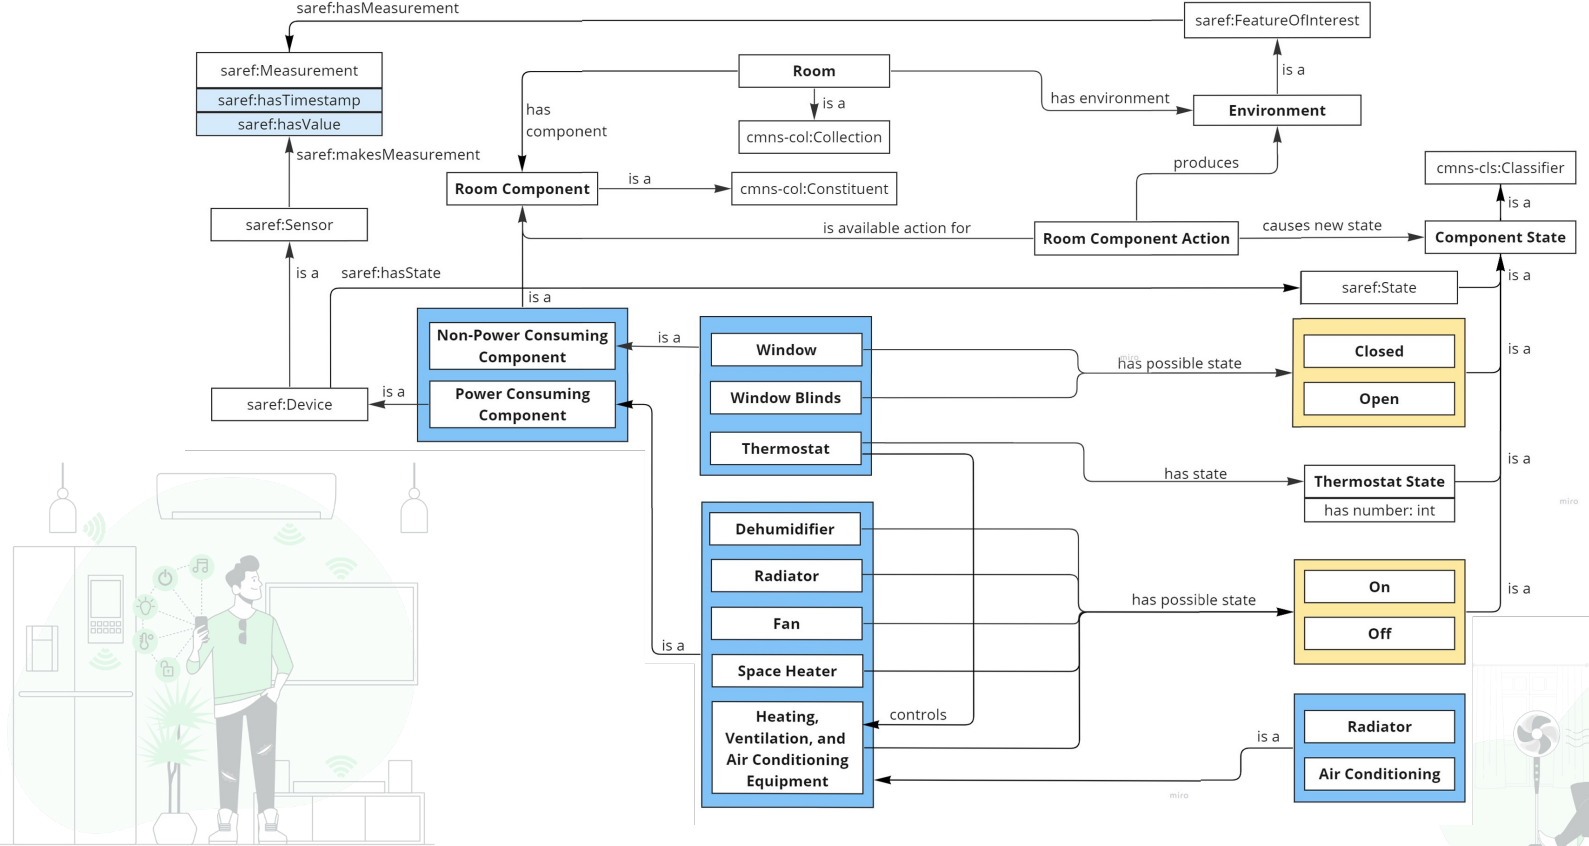 saref:hasMeasurement
saref:FeatureOfInterest
saref:Measurement
saref:hasTimestamp
saref:hasValue
Room
is a
is a
has environment
Environment
has
component
cmns-col:Collection
saref:makesMeasurement
produces
cmns-cls:Classifier
Room Component
is a
cmns-col:Constituent
is a
saref:Sensor
is available action for
Room Component Action
causes new state
Component State
is a
saref:hasState
is a
saref:State
is a
Non-Power Consuming
Component
is a
Window
miro
has possible state
Closed
is a
Power Consuming
Component
is a
saref:Device
Window Blinds
Open
Thermostat
has state
Thermostat State
has number: int
is a
miro
Dehumidifier
Radiator
Fan
Space Heater
is a
has possible state
On
Off
is a
Heating,
Ventilation, and
Air Conditioning
Equipment
controls
is a
Radiator
Air Conditioning
miro